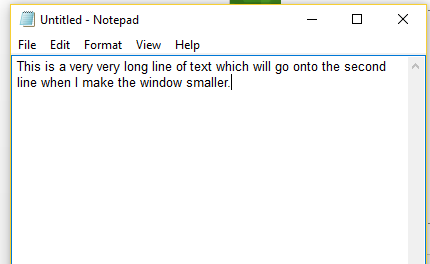 Untitled - Notepad
File Edit Format View Help
This is a very very long line of text which will go onto the second
line when I make the window smaller.